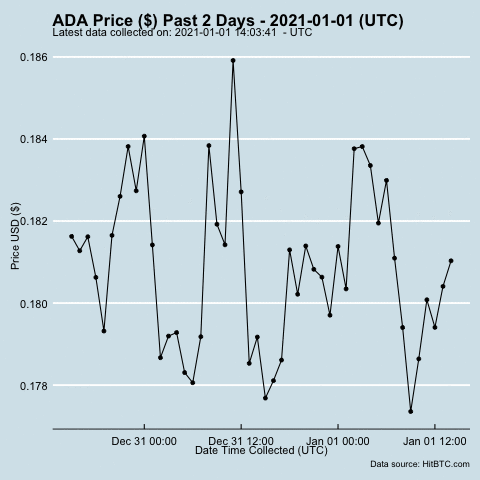 ADA Price ($) Past 2 Days - 2021-01-01 (UTC)
Latest data collected on: 2021-01-01 14:03:41 - UTC
0.186
0.184
0.182
0.180
0.178
Price USD ($)
Dec 31 00:00 Dec 31 12:00 Jan 01 00:00 Jan 01 12:00
Date Time Collected (UTC)
Data source: HitBTC.com